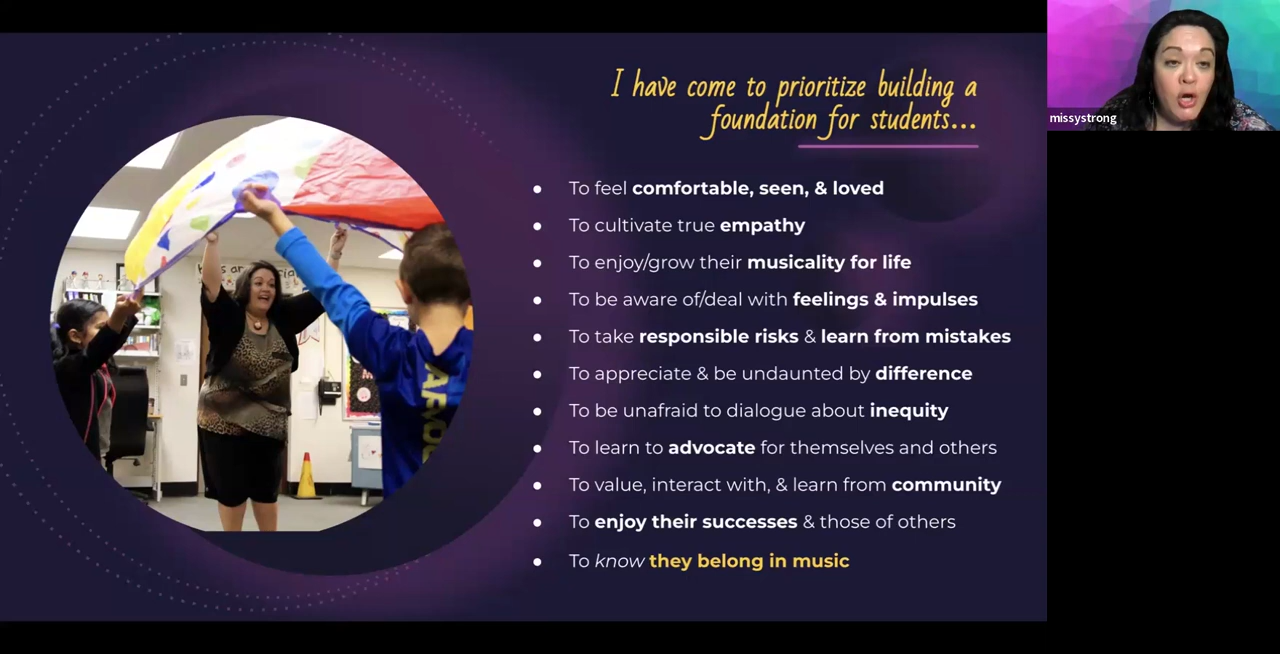 I have come to prioritize building a
foundation for students...
missystrong
● To feel comfortable, seen, & loved
● To cultivate true empathy
● To enjoy/grow their musicality for life
● To be aware of/deal with feelings & impulses
● To take responsible risks & learn from mistakes
● To appreciate & be undaunted by difference
● To be unafraid to dialogue about inequity
● To learn to advocate for themselves and others
● To value, interact with, & learn from community
● To enjoy their successes & those of others
● To know they belong in music